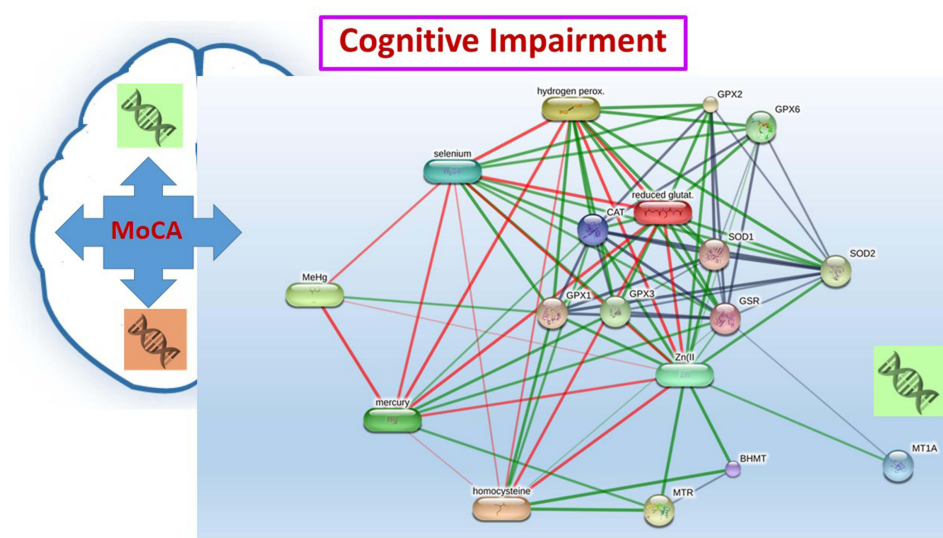 Cognitive Impairment
hydrogen perox.
GPX2
GPX6
selenium
reduced glutat.
MoCA
CAT
SOD1
SOD2
MeHg
GPX1
GPX3
GSR
Zn(II
mercury
MT1A
BHMT
homocysteine
MTR